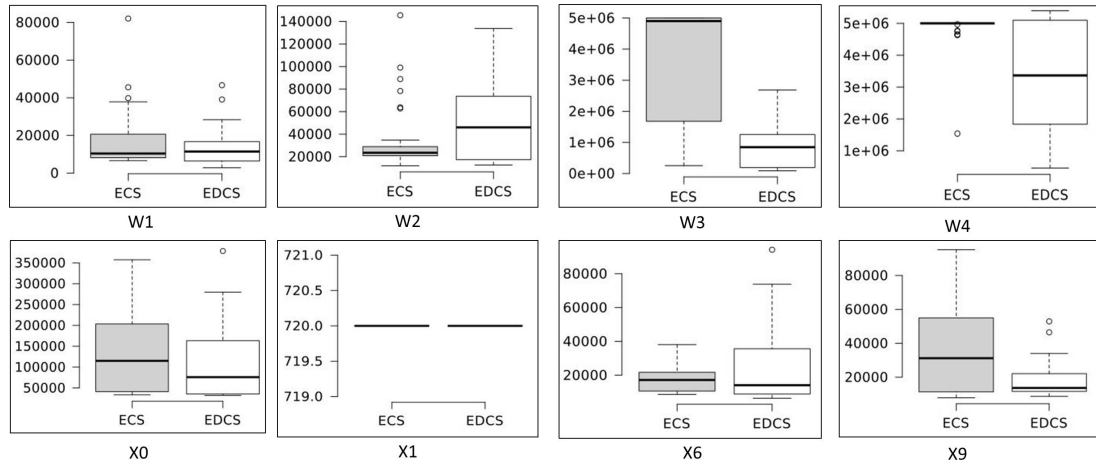 80000
60000
40000
20000
0
ECS EDCS
W1
140000
120000
100000
80000
60000
40000
20000
ECS EDCS
W2
5e+06
4e+06
3e+06
2e+06
1e+06
0e+00
ECS EDCS
W3
5e+06
4e+06
3e+06
2e+06
1e+06
ECS EDCS
W4
350000
300000
250000
200000
150000
100000
50000
ECS EDCS
X0
721.0
720.5
720.0
719.5
719.0
ECS EDCS
X1
80000
60000
40000
20000
ECS EDCS
X6
80000
60000
40000
20000
ECS EDCS
X9